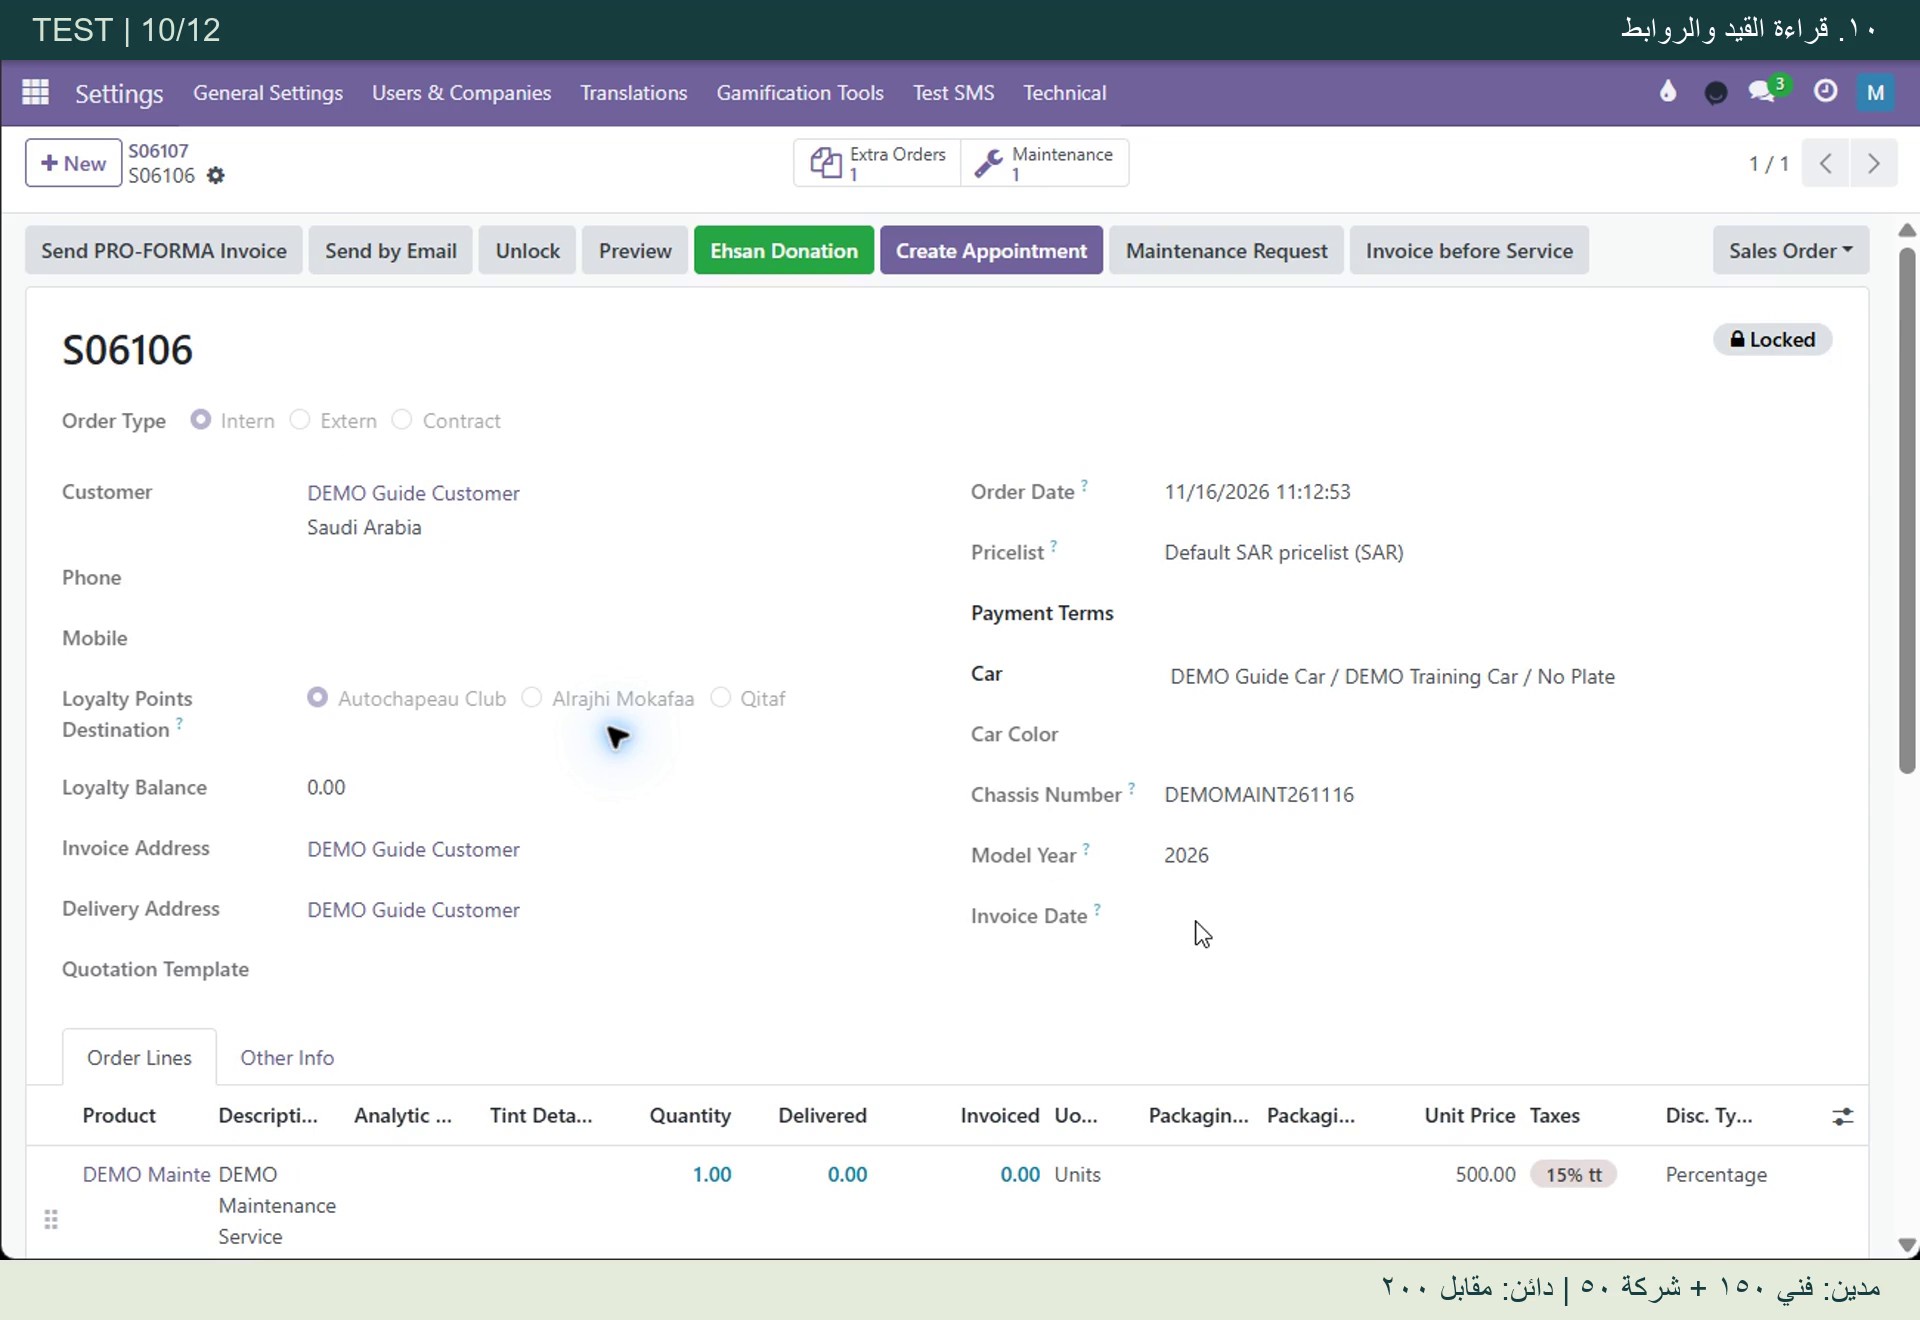 TEST | 10/12
١٠. قراءة القيد والروابط
Settings General Settings Users & Companies Translations Gamification Tools Test SMS Technical 3 M
New
S06107
S06106
Extra Orders
1
Maintenance
1
1 / 1
Send PRO-FORMA Invoice Send by Email Unlock Preview Ehsan Donation Create Appointment Maintenance Request Invoice before Service Sales Order
S06106
Locked
Order Type Intern Extern Contract
Customer DEMO Guide Customer
Saudi Arabia
Phone
Mobile
Loyalty Points
Destination ?
Autochapeau Club Alrajhi Mokafaa Qitaf
Loyalty Balance 0.00
Invoice Address DEMO Guide Customer
Delivery Address DEMO Guide Customer
Quotation Template
Order Date ? 11/16/2026 11:12:53
Pricelist ? Default SAR pricelist (SAR)
Payment Terms
Car DEMO Guide Car / DEMO Training Car / No Plate
Car Color
Chassis Number ? DEMOMAINT261116
Model Year ? 2026
Invoice Date ?
Order Lines Other Info
Product Descripti... Analytic ... Tint Deta... Quantity Delivered Invoiced Uo... Packagin... Packagi... Unit Price Taxes Disc. Ty...
DEMO Mainte DEMO 1.00 0.00 0.00 Units 500.00 15% tt Percentage
Maintenance
Service
مدين: فني ١٥٠ + شركة ٥٠ | دائن: مقابل ٢٠٠